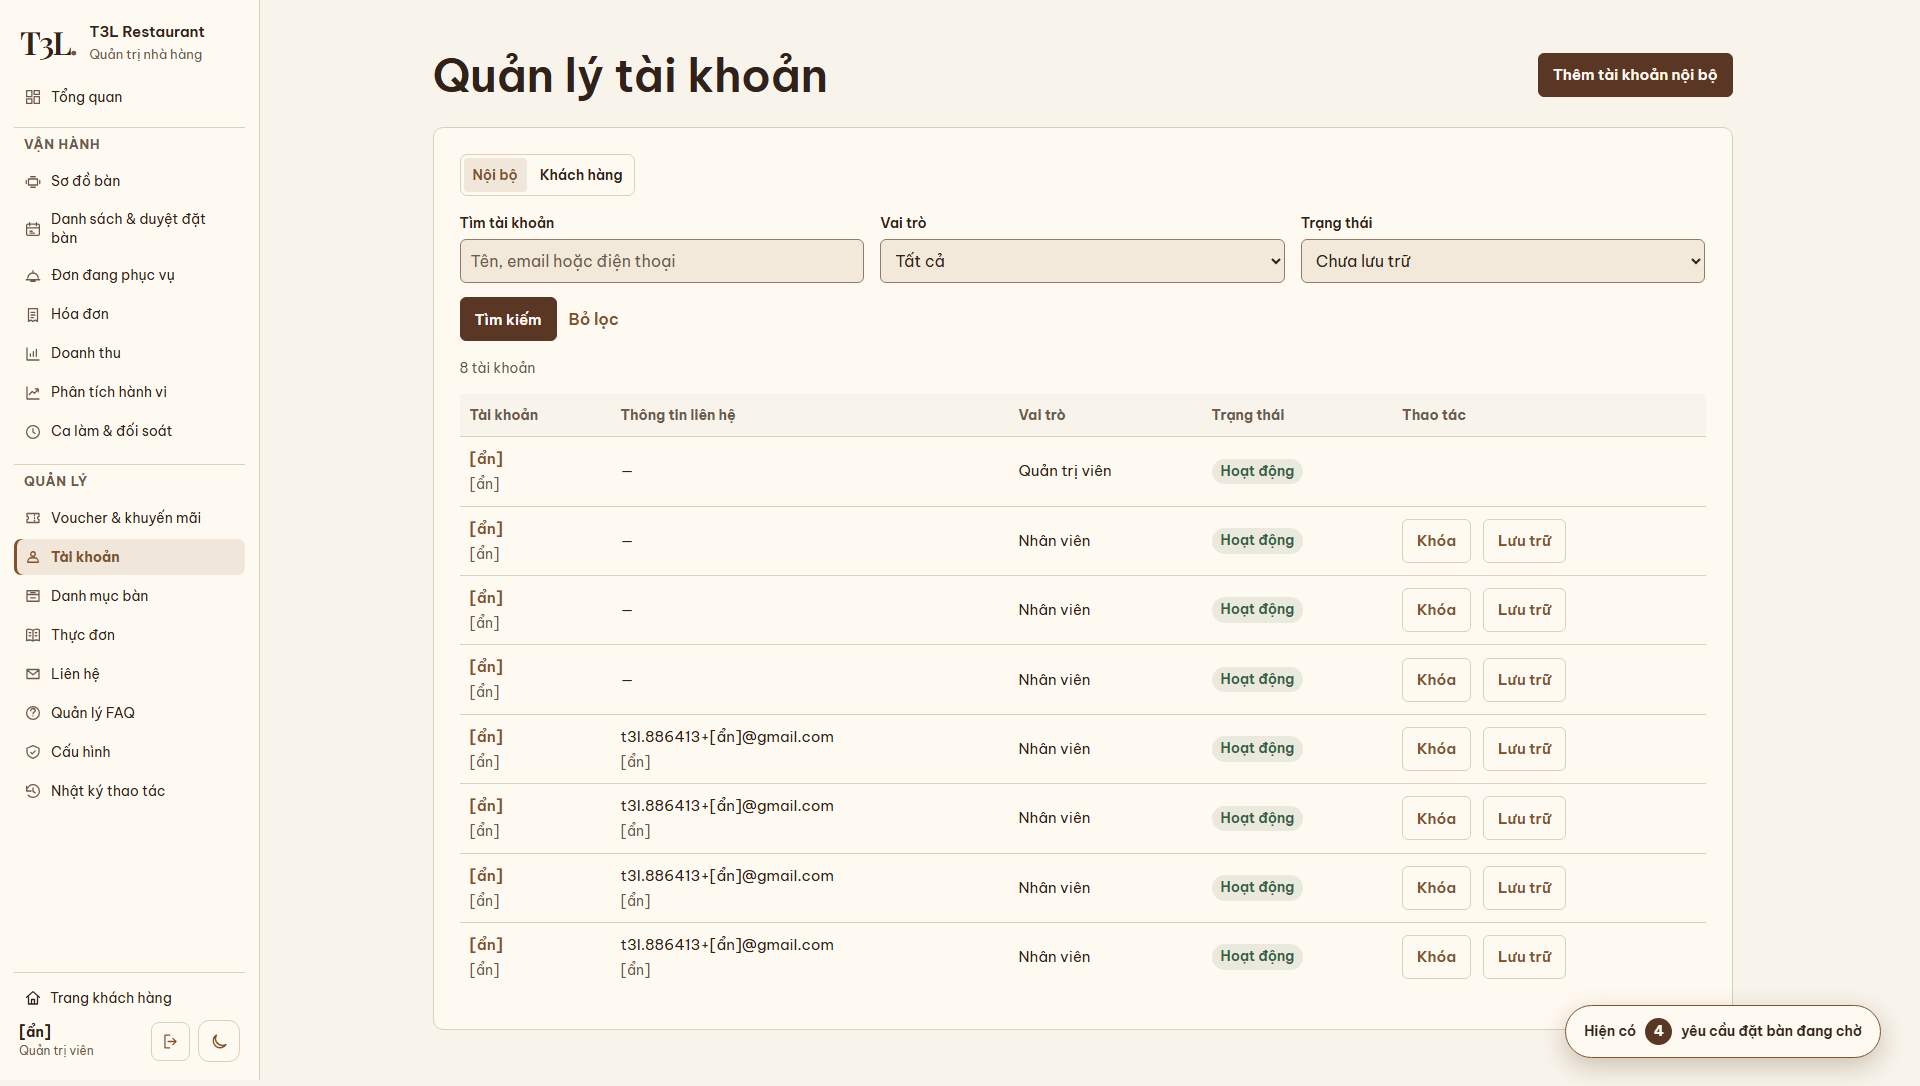 T3L.
T3L Restaurant
Quản trị nhà hàng
Tổng quan
VẬN HÀNH
Sơ đồ bàn
Danh sách & duyệt đặt
bàn
Đơn đang phục vụ
Hóa đơn
Doanh thu
Phân tích hành vi
Ca làm & đối soát
QUẢN LÝ
Voucher & khuyến mãi
Tài khoản
Danh mục bàn
Thực đơn
Liên hệ
Quản lý FAQ
Cấu hình
Nhật ký thao tác
Trang khách hàng
[ẩn]
Quản trị viên
Quản lý tài khoản
Thêm tài khoản nội bộ
Nội bộ Khách hàng
Tìm tài khoản Vai trò Trạng thái
Tên, email hoặc điện thoại Tất cả Chưa lưu trữ
Tìm kiếm Bỏ lọc
8 tài khoản
Tài khoản Thông tin liên hệ Vai trò Trạng thái Thao tác
[ẩn] — Quản trị viên Hoạt động
[ẩn]
[ẩn] — Nhân viên Hoạt động Khóa Lưu trữ
[ẩn]
[ẩn] — Nhân viên Hoạt động Khóa Lưu trữ
[ẩn]
[ẩn] — Nhân viên Hoạt động Khóa Lưu trữ
[ẩn]
[ẩn] t3l.886413+[ẩn]@gmail.com Nhân viên Hoạt động Khóa Lưu trữ
[ẩn] [ẩn]
[ẩn] t3l.886413+[ẩn]@gmail.com Nhân viên Hoạt động Khóa Lưu trữ
[ẩn] [ẩn]
[ẩn] t3l.886413+[ẩn]@gmail.com Nhân viên Hoạt động Khóa Lưu trữ
[ẩn] [ẩn]
[ẩn] t3l.886413+[ẩn]@gmail.com Nhân viên Hoạt động Khóa Lưu trữ
[ẩn] [ẩn]
Hiện có 4 yêu cầu đặt bàn đang chờ